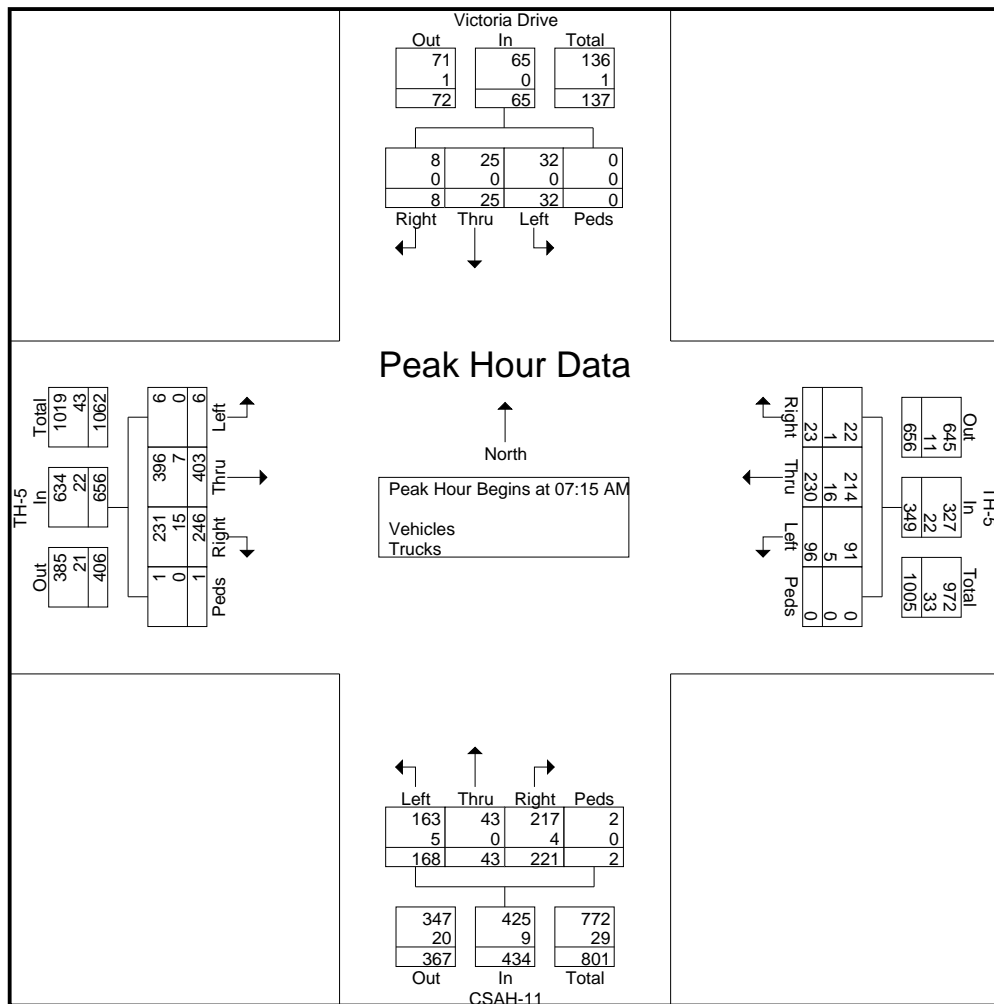 Victoria Drive
Out In Total
71 65 136
1 0 1
72 65 137
8 25 32 0
0 0 0 0
8 25 32 0
Right Thru Left Peds
Peak Hour Data
North
Peak Hour Begins at 07:15 AM
Vehicles
Trucks
TH-5
Out In Total
385 634 1019
21 22 43
406 656 1062
Peds Right Thru Left
1 231 396 6
0 15 7 0
1 246 403 6
TH-5
Out In Total
645 327 972
11 22 33
656 349 1005
22 214 91 0
1 16 5 0
23 230 96 0
Right Thru Left Peds
Left Thru Right Peds
163 43 217 2
5 0 4 0
168 43 221 2
347 425 772
20 9 29
367 434 801
Out In Total
CSAH-11